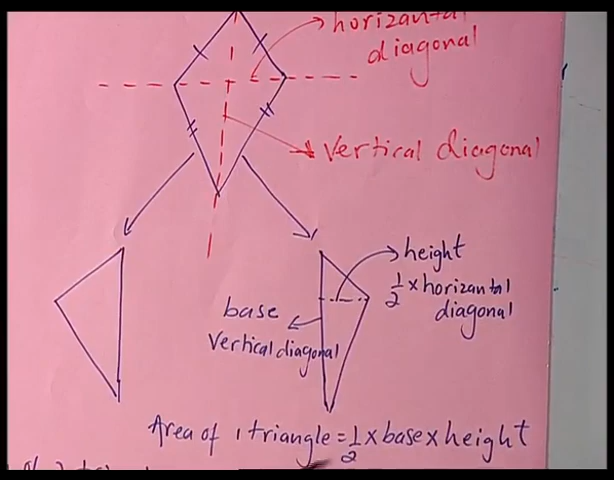 horizantal
diagonal
vertical diagonal
height
1/2 × horizantal
diagonal
base
Vertical diagonal
Area of 1 triangle = 1/2 × base × height